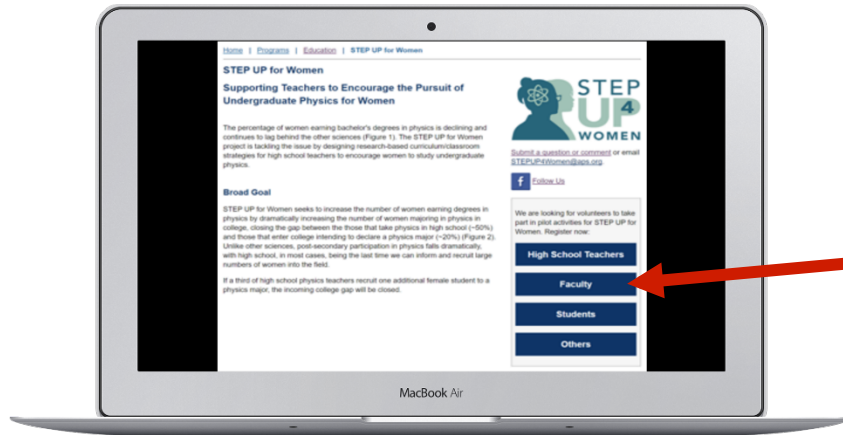 Home | Programs | Education | STEP UP for Women
STEP UP for Women
Supporting Teachers to Encourage the Pursuit of
Undergraduate Physics for Women
The percentage of women earning bachelor's degrees in physics is declining and
continues to lag behind the other sciences (Figure 1). The STEP UP for Women
project is tackling the issue by designing research-based curriculum/classroom
strategies for high school teachers to encourage women to study undergraduate
physics.
Broad Goal
STEP UP for Women seeks to increase the number of women earning degrees in
physics by dramatically increasing the number of women majoring in physics in
college, closing the gap between the those that take physics in high school (~50%)
and those that enter college intending to declare a physics major (~20%) (Figure 2).
Unlike other sciences, post-secondary participation in physics falls dramatically,
with high school, in most cases, being the last time we can inform and recruit large
numbers of women into the field.
If a third of high school physics teachers recruit one additional female student to a
physics major, the incoming college gap will be closed.
STEP
UP4
WOMEN
Submit a question or comment or email
STEPUP4Women@aps.org.
f Follow Us
We are looking for volunteers to take
part in pilot activities for STEP UP for
Women. Register now:
High School Teachers
Faculty
Students
Others
MacBook Air